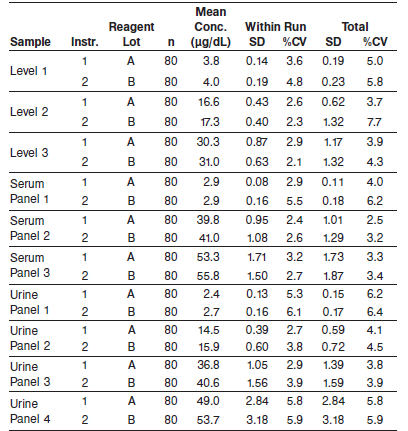 Mean
Reagent Conc. Within Run Total
Sample Instr. Lot n (µg/dL) SD %CV SD %CV
Level 1 1 A 80 3.8 0.14 3.6 0.19 5.0
2 B 80 4.0 0.19 4.8 0.23 5.8
Level 2 1 A 80 16.6 0.43 2.6 0.62 3.7
2 B 80 17.3 0.40 2.3 1.32 7.7
Level 3 1 A 80 30.3 0.87 2.9 1.17 3.9
2 B 80 31.0 0.63 2.1 1.32 4.3
Serum 1 A 80 2.9 0.08 2.9 0.11 4.0
Panel 1 2 B 80 2.9 0.16 5.5 0.18 6.2
Serum 1 A 80 39.8 0.95 2.4 1.01 2.5
Panel 2 2 B 80 41.0 1.08 2.6 1.29 3.2
Serum 1 A 80 53.3 1.71 3.2 1.73 3.3
Panel 3 2 B 80 55.8 1.50 2.7 1.87 3.4
Urine 1 A 80 2.4 0.13 5.3 0.15 6.2
Panel 1 2 B 80 2.7 0.16 6.1 0.17 6.4
Urine 1 A 80 14.5 0.39 2.7 0.59 4.1
Panel 2 2 B 80 15.9 0.60 3.8 0.72 4.5
Urine 1 A 80 36.8 1.05 2.9 1.39 3.8
Panel 3 2 B 80 40.6 1.56 3.9 1.59 3.9
Urine 1 A 80 49.0 2.84 5.8 2.84 5.8
Panel 4 2 B 80 53.7 3.18 5.9 3.18 5.9